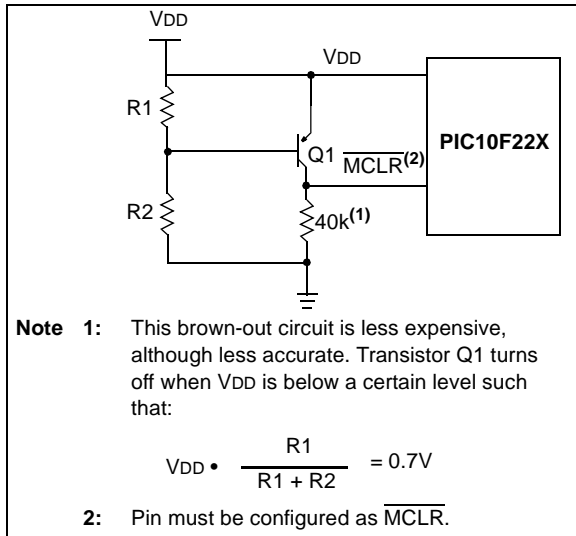 VDD
VDD
R1
Q1
MCLR(2)
PIC10F22X
R2
40k(1)
Note 1: This brown-out circuit is less expensive,
although less accurate. Transistor Q1 turns
off when VDD is below a certain level such
that:
VDD • R1 / R1 + R2 = 0.7V
2: Pin must be configured as MCLR.